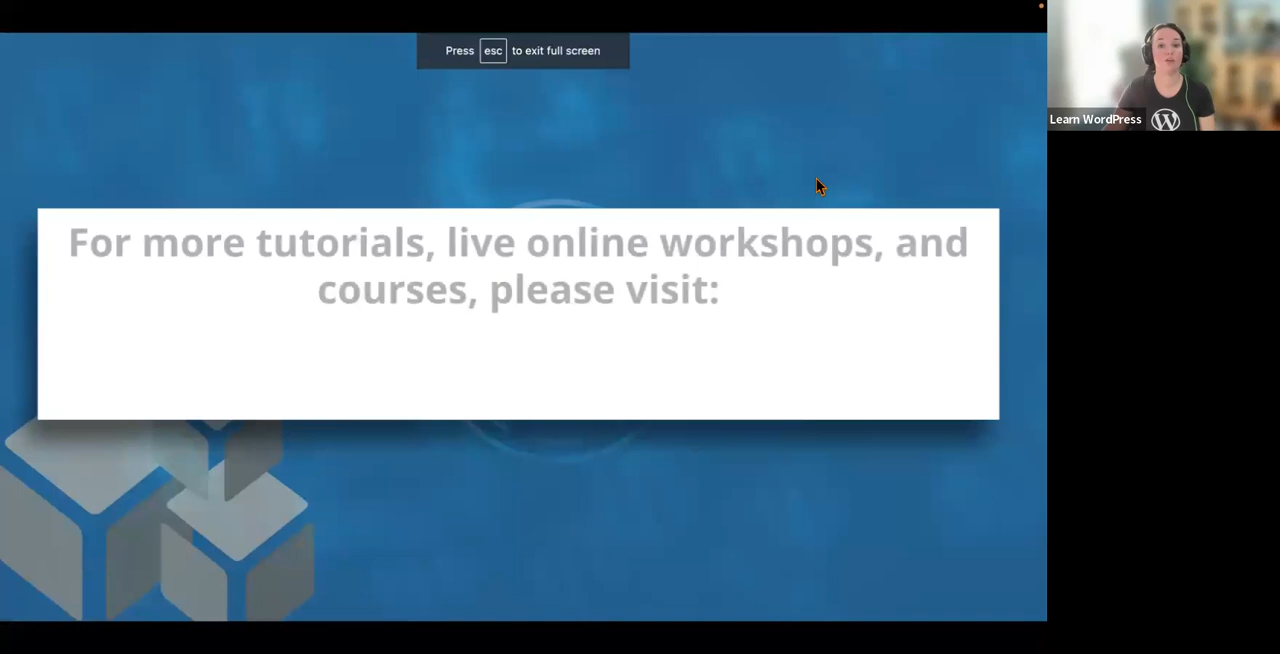 Press esc to exit full screen
Learn WordPress
For more tutorials, live online workshops, and
courses, please visit: